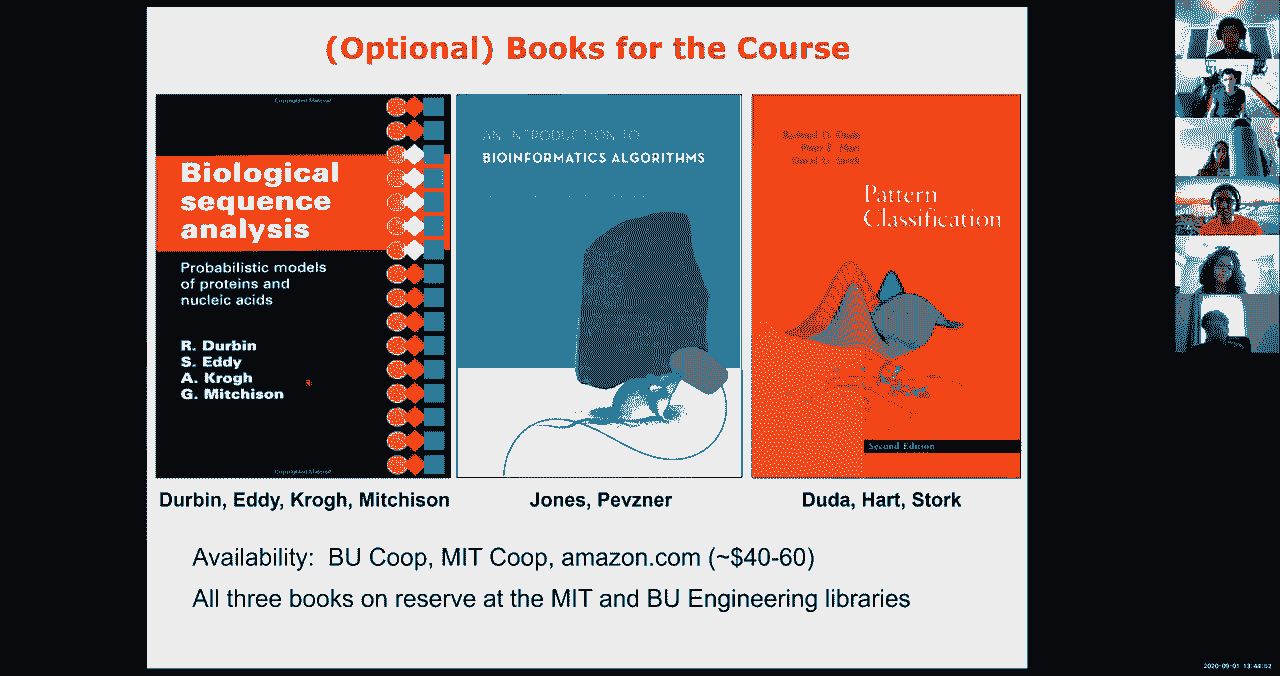 (Optional) Books for the Course
Copyrighted Material
Biological
sequence
analysis
Probabilistic models
of proteins and
nucleic acids
R. Durbin
S. Eddy
A. Krogh
G. Mitchison
Copyrighted Material
AN INTRODUCTION TO
BIOINFORMATICS ALGORITHMS
Richard O. Duda
Peter E. Hart
David G. Stork
Pattern
Classification
Second Edition
Durbin, Eddy, Krogh, Mitchison
Jones, Pevzner
Duda, Hart, Stork
Availability: BU Coop, MIT Coop, amazon.com (~$40-60)
All three books on reserve at the MIT and BU Engineering libraries
2020-09-01 13:44:52